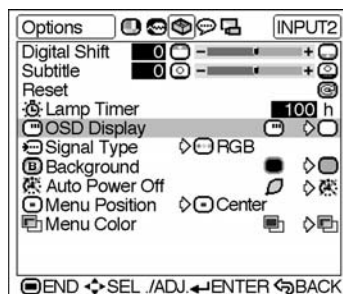 Options INPUT2
Digital Shift 0 - +
Subtitle 0 - +
Reset
Lamp Timer 100 h
OSD Display
Signal Type RGB
B Background
Auto Power Off
Menu Position Center
Menu Color
END SEL./ADJ. ENTER BACK